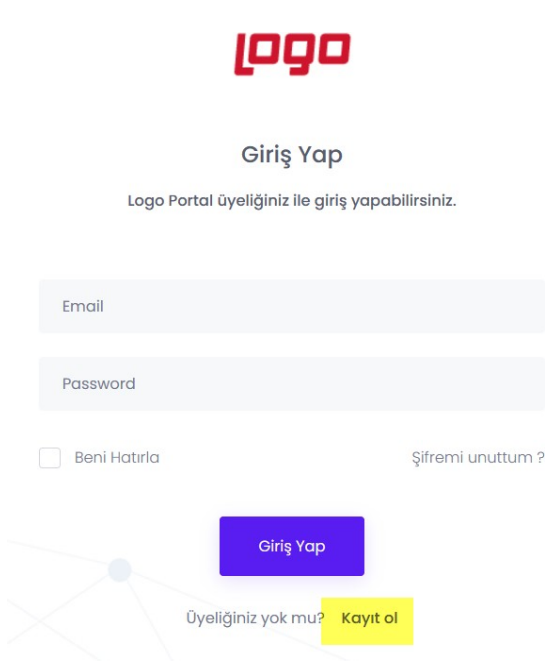 LOGO
Giriş Yap
Logo Portal üyeliğiniz ile giriş yapabilirsiniz.
Email
Password
Beni Hatırla Şifremi unuttum ?
Giriş Yap
Üyeliğiniz yok mu? Kayıt ol